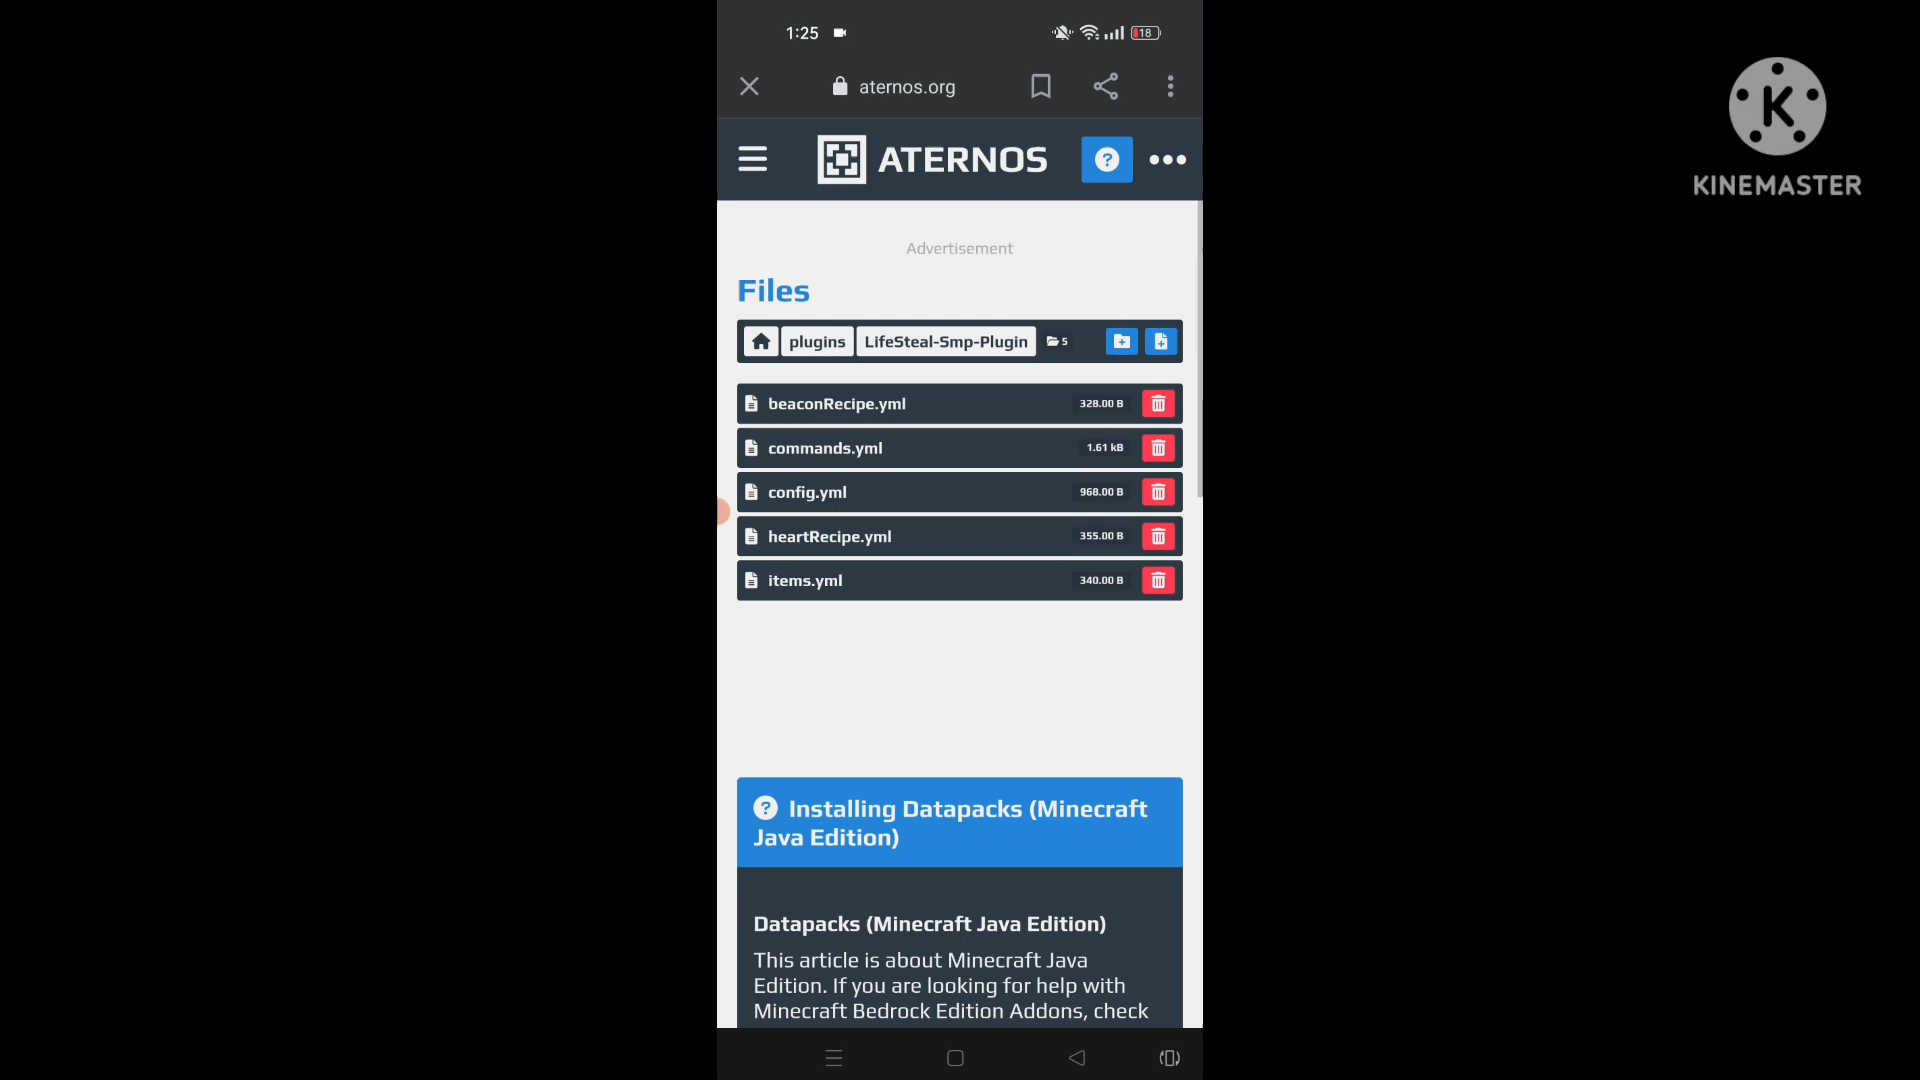 1:25
18
aternos.org
K
KINEMASTER
ATERNOS
?
Advertisement
Files
plugins
LifeSteal-Smp-Plugin
5
beaconRecipe.yml
328.00 B
commands.yml
1.61 kB
config.yml
968.00 B
heartRecipe.yml
355.00 B
items.yml
340.00 B
? Installing Datapacks (Minecraft
Java Edition)
Datapacks (Minecraft Java Edition)
This article is about Minecraft Java
Edition. If you are looking for help with
Minecraft Bedrock Edition Addons, check